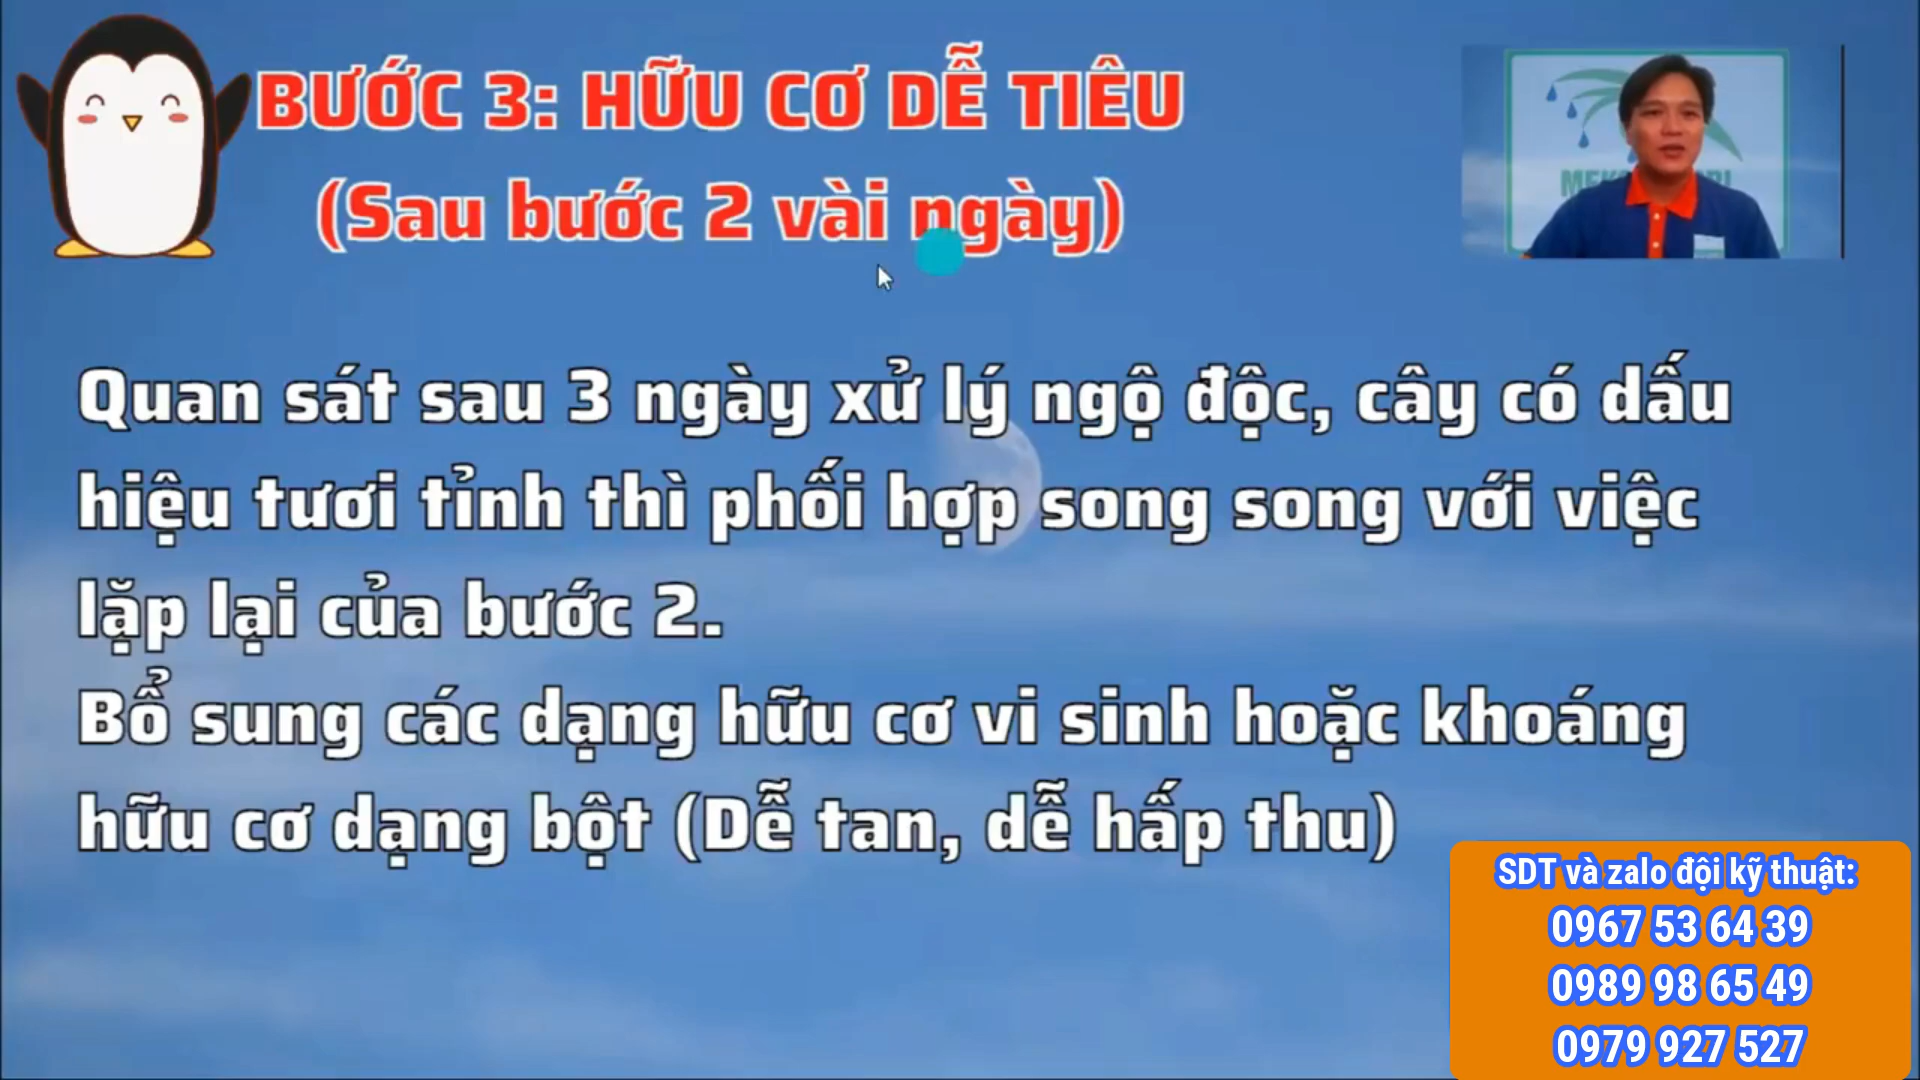 BƯỚC 3: HỮU CƠ DỄ TIÊU
(Sau bước 2 vài ngày)
Quan sát sau 3 ngày xử lý ngộ độc, cây có dấu
hiệu tươi tỉnh thì phối hợp song song với việc
lặp lại của bước 2.
Bổ sung các dạng hữu cơ vi sinh hoặc khoáng
hữu cơ dạng bột (Dễ tan, dễ hấp thu)
SDT và zalo đội kỹ thuật:
0967 53 64 39
0989 98 65 49
0979 927 527